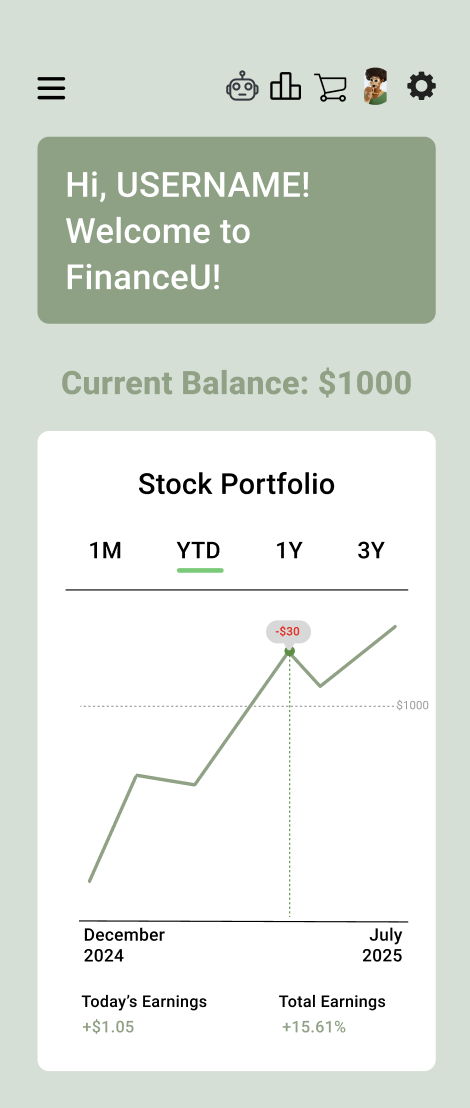 Hi, USERNAME!
Welcome to
FinanceU!
Current Balance: $1000
Stock Portfolio
1M YTD 1Y 3Y
-$30
$1000
December July
2024 2025
Today's Earnings Total Earnings
+$1.05 +15.61%